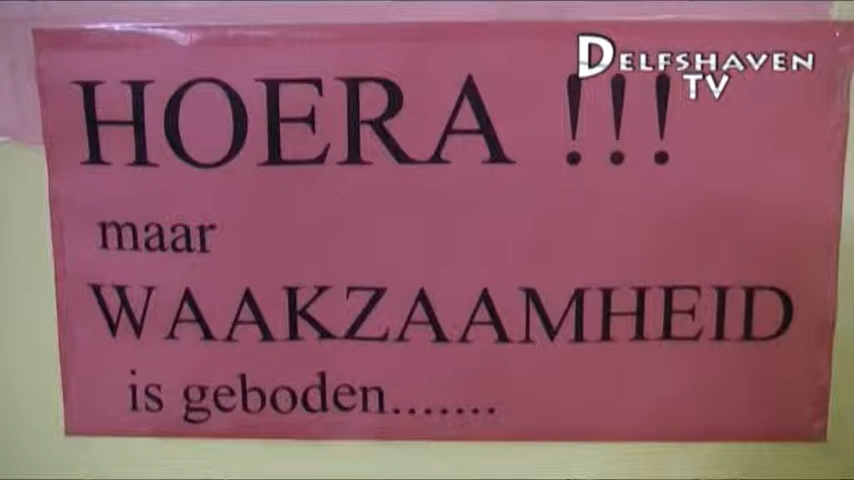 DELFSHAVEN
TV
HOERA !!!
maar
WAAKZAAMHEID
is geboden.......